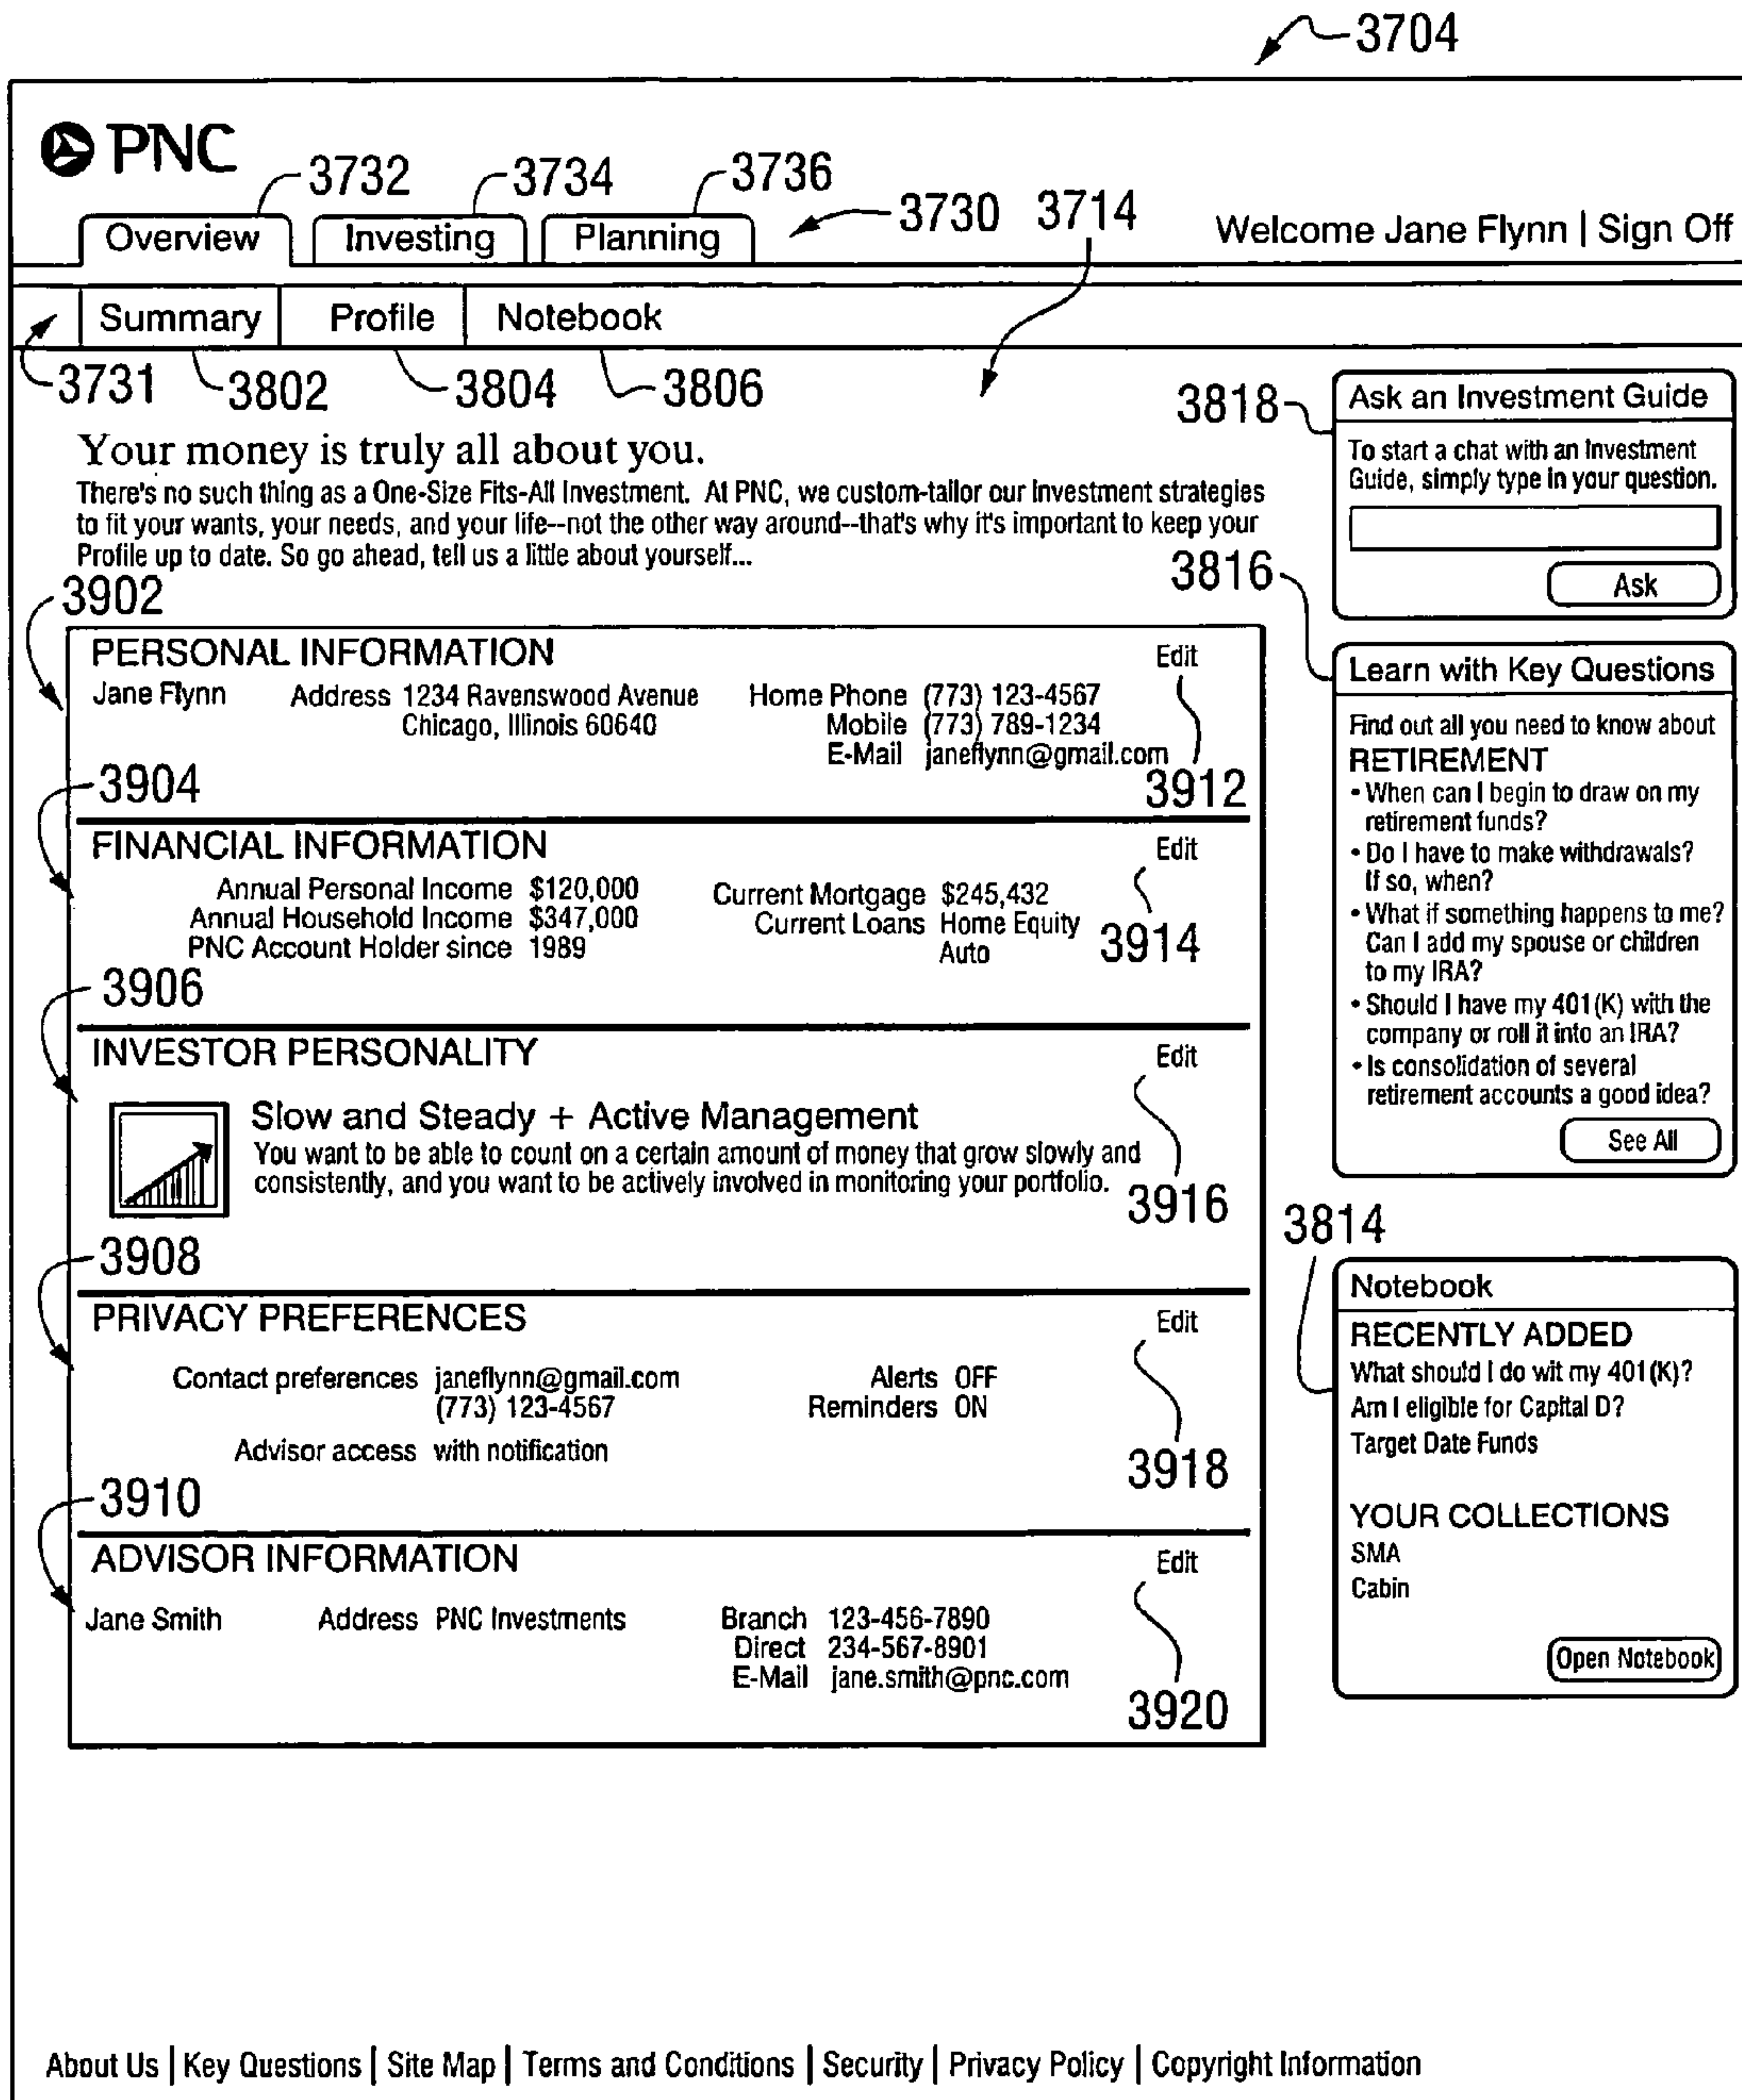 3704
PNC
3732 3734 3736
3730 3714
Overview Investing Planning Welcome Jane Flynn | Sign Off
Summary Profile Notebook
3731 3802 3804 3806
Your money is truly all about you.
There's no such thing as a One-Size Fits-All Investment. At PNC, we custom-tailor our investment strategies
to fit your wants, your needs, and your life--not the other way around--that's why it's important to keep your
Profile up to date. So go ahead, tell us a little about yourself...
3902
PERSONAL INFORMATION Edit
Jane Flynn Address 1234 Ravenswood Avenue Home Phone (773) 123-4567
Chicago, Illinois 60640 Mobile (773) 789-1234
E-Mail janeflynn@gmail.com
3904 3912
FINANCIAL INFORMATION Edit
Annual Personal Income $120,000 Current Mortgage $245,432
Annual Household Income $347,000 Current Loans Home Equity
PNC Account Holder since 1989 Auto 3914
3906
INVESTOR PERSONALITY Edit
Slow and Steady + Active Management
You want to be able to count on a certain amount of money that grow slowly and
consistently, and you want to be actively involved in monitoring your portfolio. 3916
3908
PRIVACY PREFERENCES Edit
Contact preferences janeflynn@gmail.com Alerts OFF
(773) 123-4567 Reminders ON
Advisor access with notification 3918
3910
ADVISOR INFORMATION Edit
Jane Smith Address PNC Investments Branch 123-456-7890
Direct 234-567-8901
E-Mail jane.smith@pnc.com
3920
3818
Ask an Investment Guide
To start a chat with an Investment
Guide, simply type in your question.
Ask
3816
Learn with Key Questions
Find out all you need to know about
RETIREMENT
• When can I begin to draw on my
retirement funds?
• Do I have to make withdrawals?
If so, when?
• What if something happens to me?
Can I add my spouse or children
to my IRA?
• Should I have my 401(K) with the
company or roll it into an IRA?
• Is consolidation of several
retirement accounts a good idea?
See All
3814
Notebook
RECENTLY ADDED
What should I do wit my 401(K)?
Am I eligible for Capital D?
Target Date Funds
YOUR COLLECTIONS
SMA
Cabin
Open Notebook
About Us | Key Questions | Site Map | Terms and Conditions | Security | Privacy Policy | Copyright Information